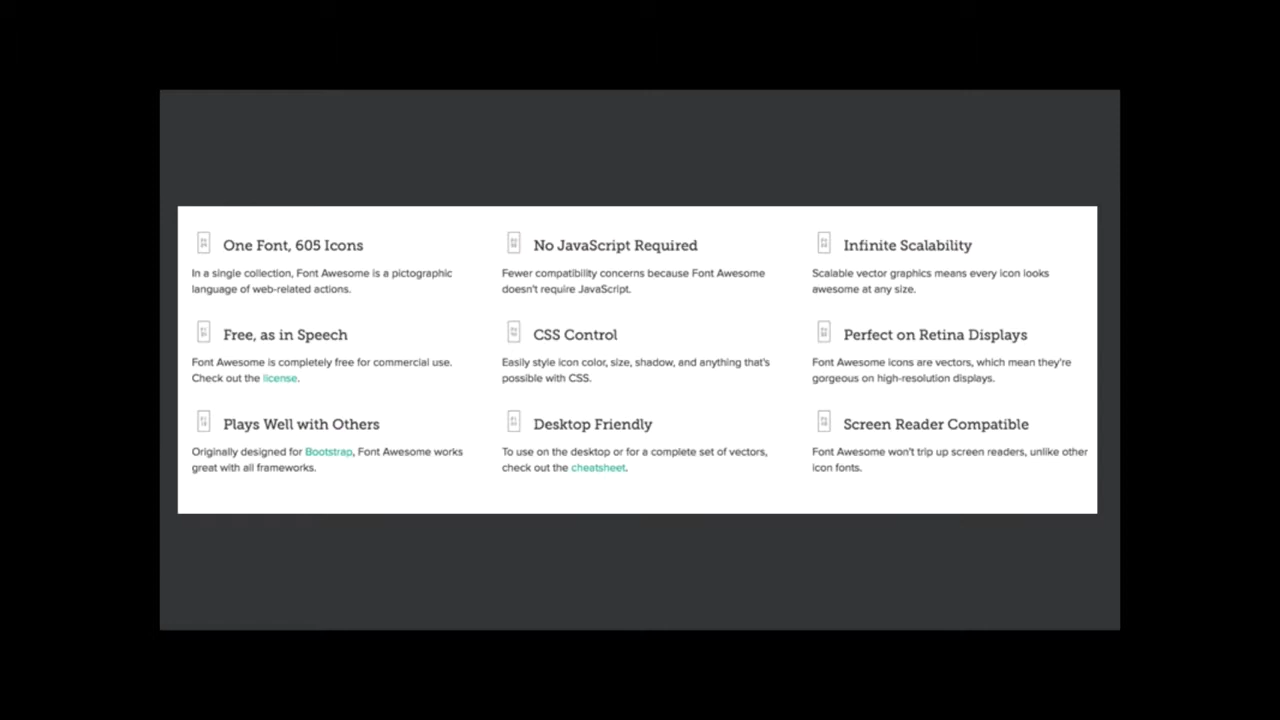 One Font, 605 Icons
In a single collection, Font Awesome is a pictographic
language of web-related actions.
No JavaScript Required
Fewer compatibility concerns because Font Awesome
doesn't require JavaScript.
Infinite Scalability
Scalable vector graphics means every icon looks
awesome at any size.
Free, as in Speech
Font Awesome is completely free for commercial use.
Check out the license.
CSS Control
Easily style icon color, size, shadow, and anything that's
possible with CSS.
Perfect on Retina Displays
Font Awesome icons are vectors, which mean they're
gorgeous on high-resolution displays.
Plays Well with Others
Originally designed for Bootstrap, Font Awesome works
great with all frameworks.
Desktop Friendly
To use on the desktop or for a complete set of vectors,
check out the cheatsheet.
Screen Reader Compatible
Font Awesome won't trip up screen readers, unlike other
icon fonts.